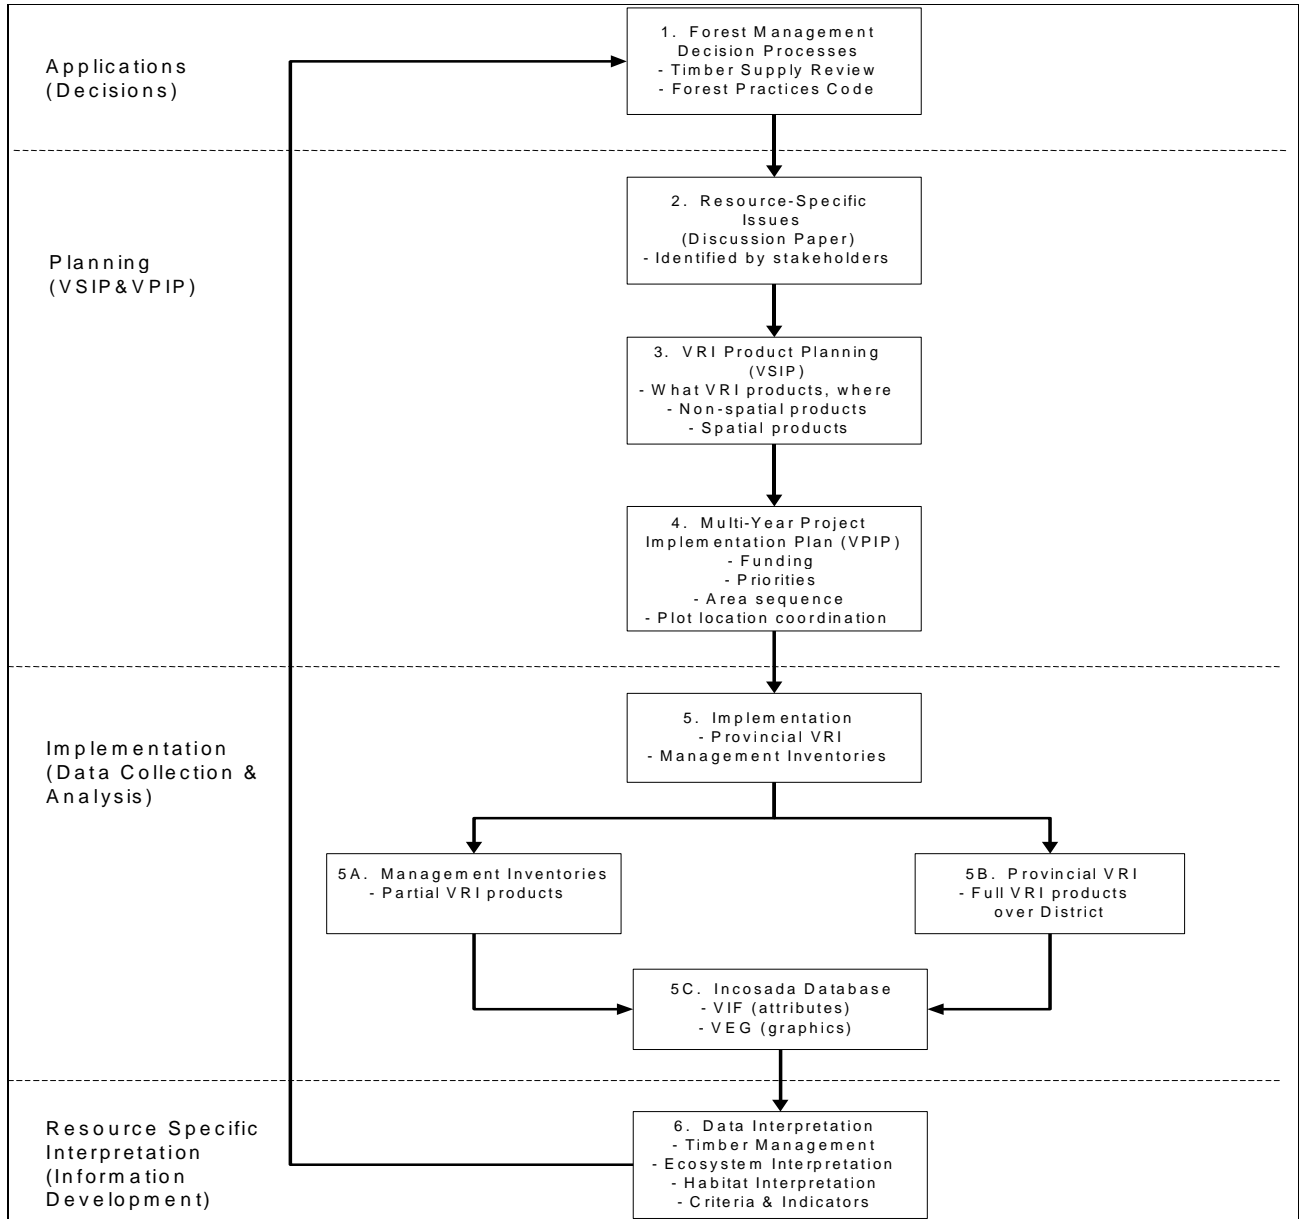 Applications
(Decisions)
1. Forest Management
Decision Processes
- Timber Supply Review
- Forest Practices Code
Planning
(VSIP&VPIP)
2. Resource-Specific
Issues
(Discussion Paper)
- Identified by stakeholders
3. VRI Product Planning
(VSIP)
- What VRI products, where
- Non-spatial products
- Spatial products
4. Multi-Year Project
Implementation Plan (VPIP)
- Funding
- Priorities
- Area sequence
- Plot location coordination
Implementation
(Data Collection &
Analysis)
5. Implementation
- Provincial VRI
- Management Inventories
5A. Management Inventories
- Partial VRI products
5B. Provincial VRI
- Full VRI products
over District
5C. Incosada Database
- VIF (attributes)
- VEG (graphics)
Resource Specific
Interpretation
(Information
Development)
6. Data Interpretation
- Timber Management
- Ecosystem Interpretation
- Habitat Interpretation
- Criteria & Indicators